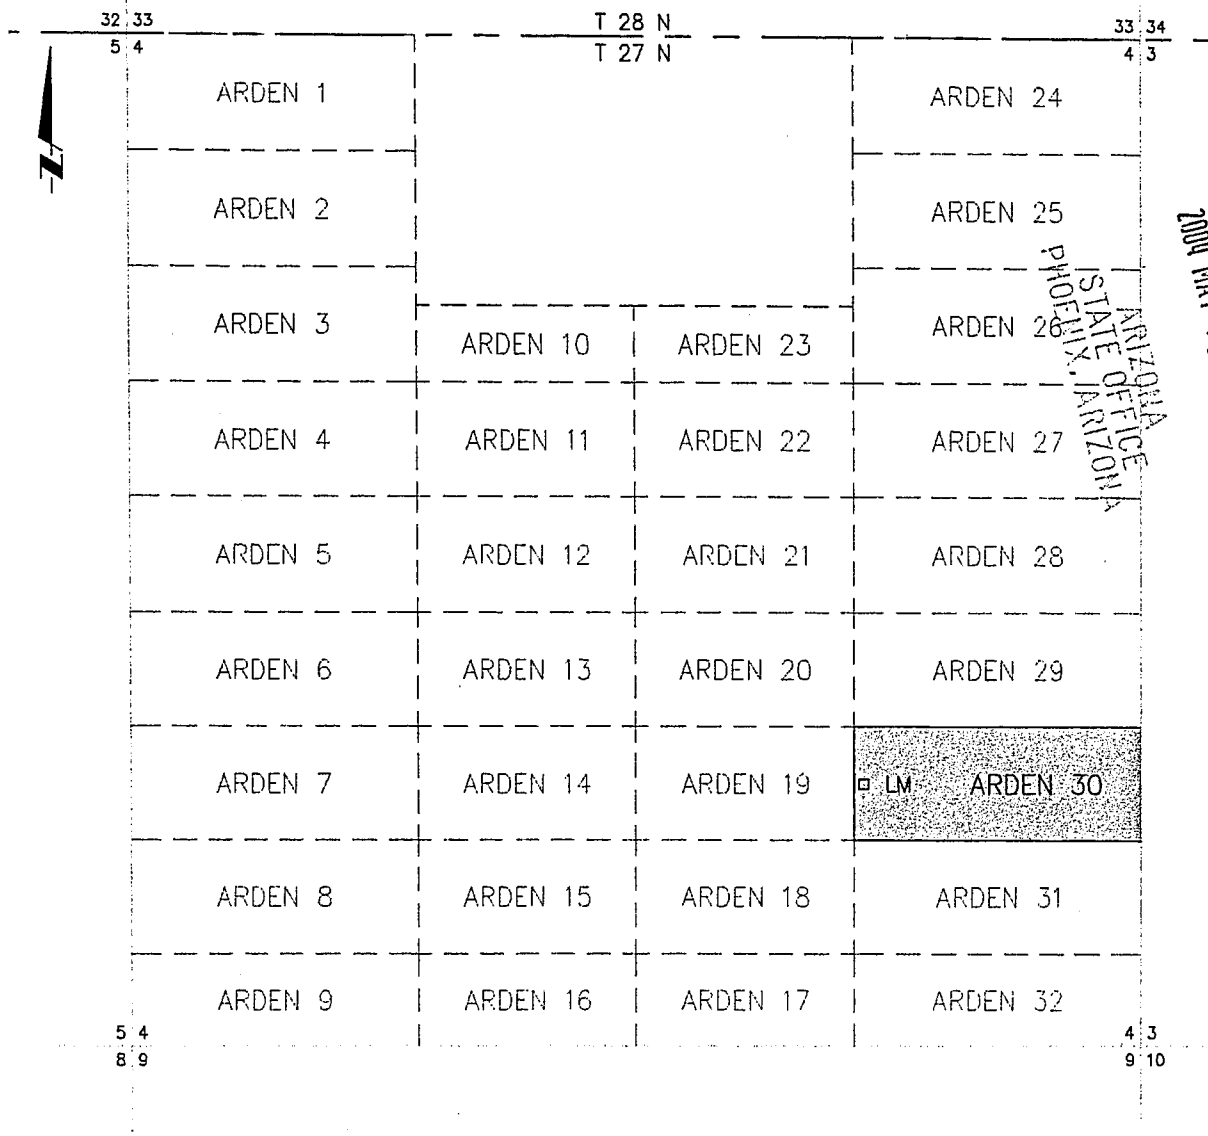 32 33 T 28 N 33 34
5 4 T 27 N 4 3
N
ARDEN 1 ARDEN 24
ARDEN 2 ARDEN 25
ARDEN 3 ARDEN 10 ARDEN 23 ARDEN 26
ARDEN 4 ARDEN 11 ARDEN 22 ARDEN 27
ARDEN 5 ARDEN 12 ARDEN 21 ARDEN 28
ARDEN 6 ARDEN 13 ARDEN 20 ARDEN 29
ARDEN 7 ARDEN 14 ARDEN 19 LM ARDEN 30
ARDEN 8 ARDEN 15 ARDEN 18 ARDEN 31
ARDEN 9 ARDEN 16 ARDEN 17 ARDEN 32
5 4 4 3
8 9 9 10
2004
ARIZONA
STATE OFFICE
PHOENIX, ARIZONA